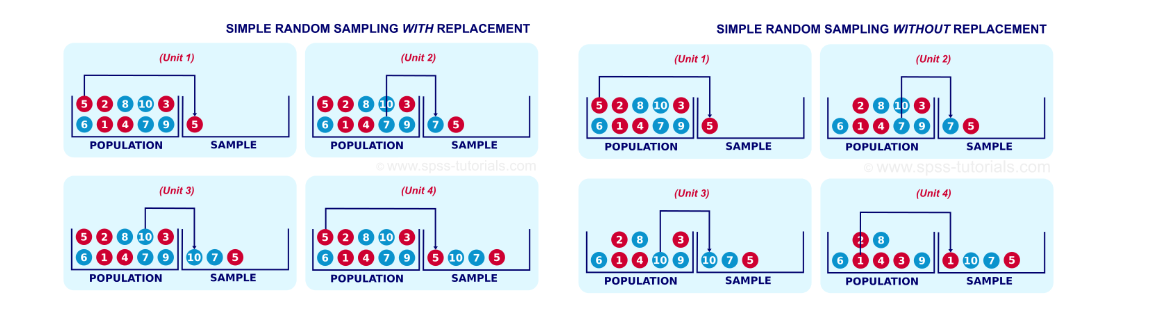 SIMPLE RANDOM SAMPLING WITH REPLACEMENT
(Unit 1)
5 2 8 10 3
6 1 4 7 9 5
POPULATION SAMPLE
(Unit 2)
5 2 8 10 3
6 1 4 7 9 7 5
POPULATION SAMPLE
© www.spss-tutorials.com
(Unit 3)
5 2 8 10 3
6 1 4 7 9 10 7 5
POPULATION SAMPLE
(Unit 4)
5 2 8 10 3
6 1 4 7 9 5 10 7 5
POPULATION SAMPLE
SIMPLE RANDOM SAMPLING WITHOUT REPLACEMENT
(Unit 1)
5 2 8 10 3
6 1 4 7 9 5
POPULATION SAMPLE
(Unit 2)
2 8 10 3
6 1 4 7 9 7 5
POPULATION SAMPLE
© www.spss-tutorials.com
(Unit 3)
2 8 3
6 1 4 10 9 10 7 5
POPULATION SAMPLE
(Unit 4)
2 8
6 1 4 3 9 1 10 7 5
POPULATION SAMPLE